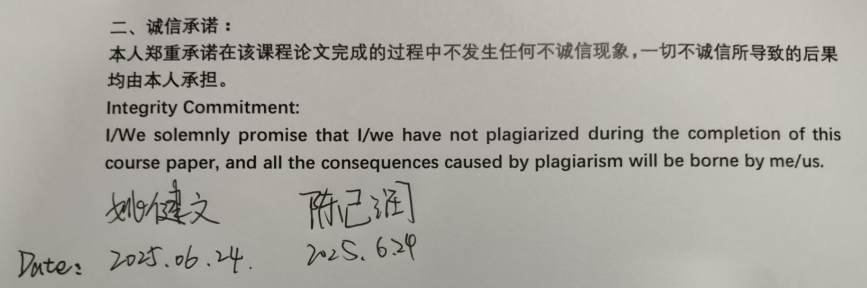 二、诚信承诺：
本人郑重承诺在该课程论文完成的过程中不发生任何不诚信现象，一切不诚信所导致的后果
均由本人承担。
Integrity Commitment:
I/We solemnly promise that I/we have not plagiarized during the completion of this
course paper, and all the consequences caused by plagiarism will be borne by me/us.
姚健文 陈己润
Date: 2025.06.24. 2025.6.24